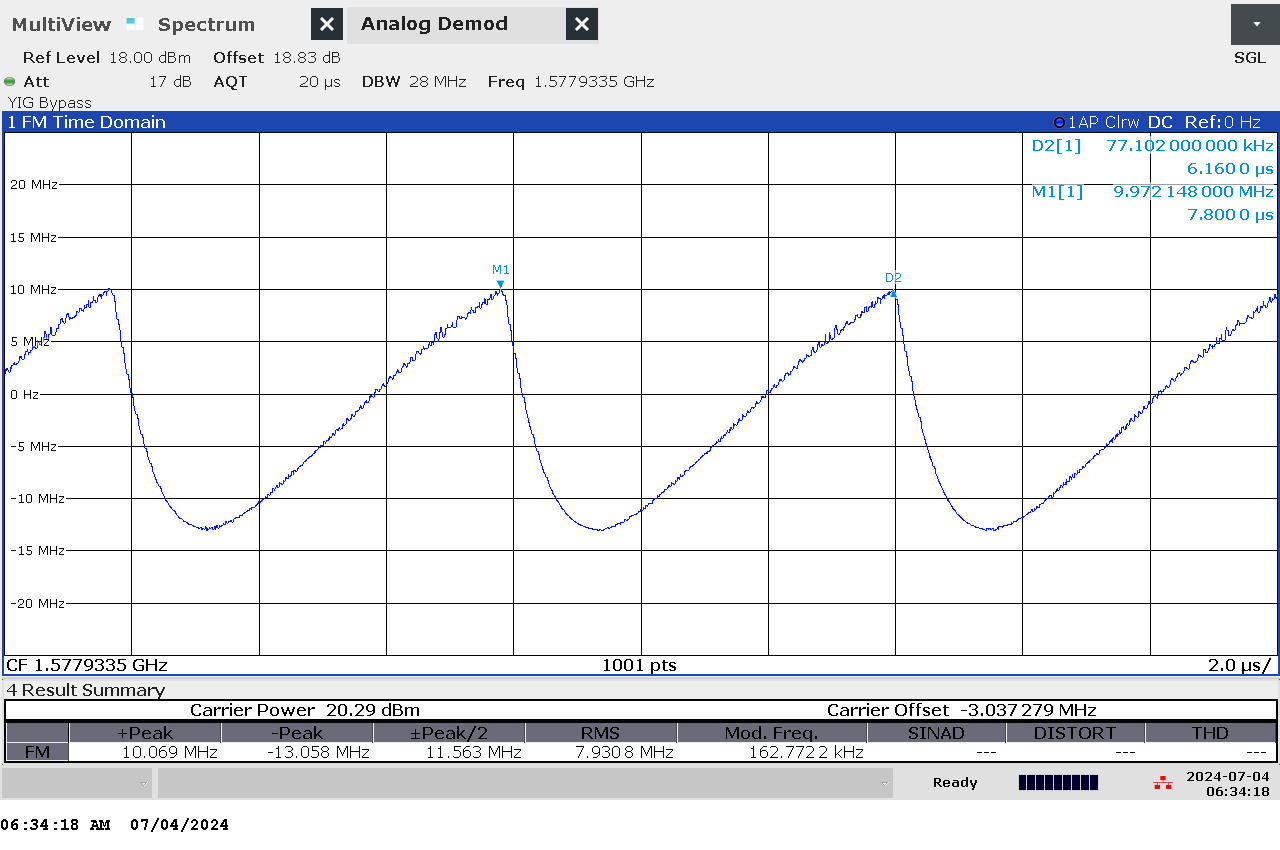 MultiView Spectrum Analog Demod
SGL
Ref Level 18.00 dBm Offset 18.83 dB
Att 17 dB AQT 20 µs DBW 28 MHz Freq 1.5779335 GHz
YIG Bypass
1 FM Time Domain 1AP Clrw DC Ref:0 Hz
D2[1] 77.102 000 000 kHz
6.160 0 µs
M1[1] 9.972 148 000 MHz
7.800 0 µs
20 MHz
15 MHz
M1
D2
10 MHz
5 MHz
0 Hz
-5 MHz
-10 MHz
-15 MHz
-20 MHz
CF 1.5779335 GHz 1001 pts 2.0 µs/
4 Result Summary
Carrier Power 20.29 dBm Carrier Offset -3.037 279 MHz
+Peak -Peak ±Peak/2 RMS Mod. Freq. SINAD DISTORT THD
FM 10.069 MHz -13.058 MHz 11.563 MHz 7.930 8 MHz 162.772 2 kHz --- --- ---
Ready 2024-07-04
06:34:18
06:34:18 AM 07/04/2024